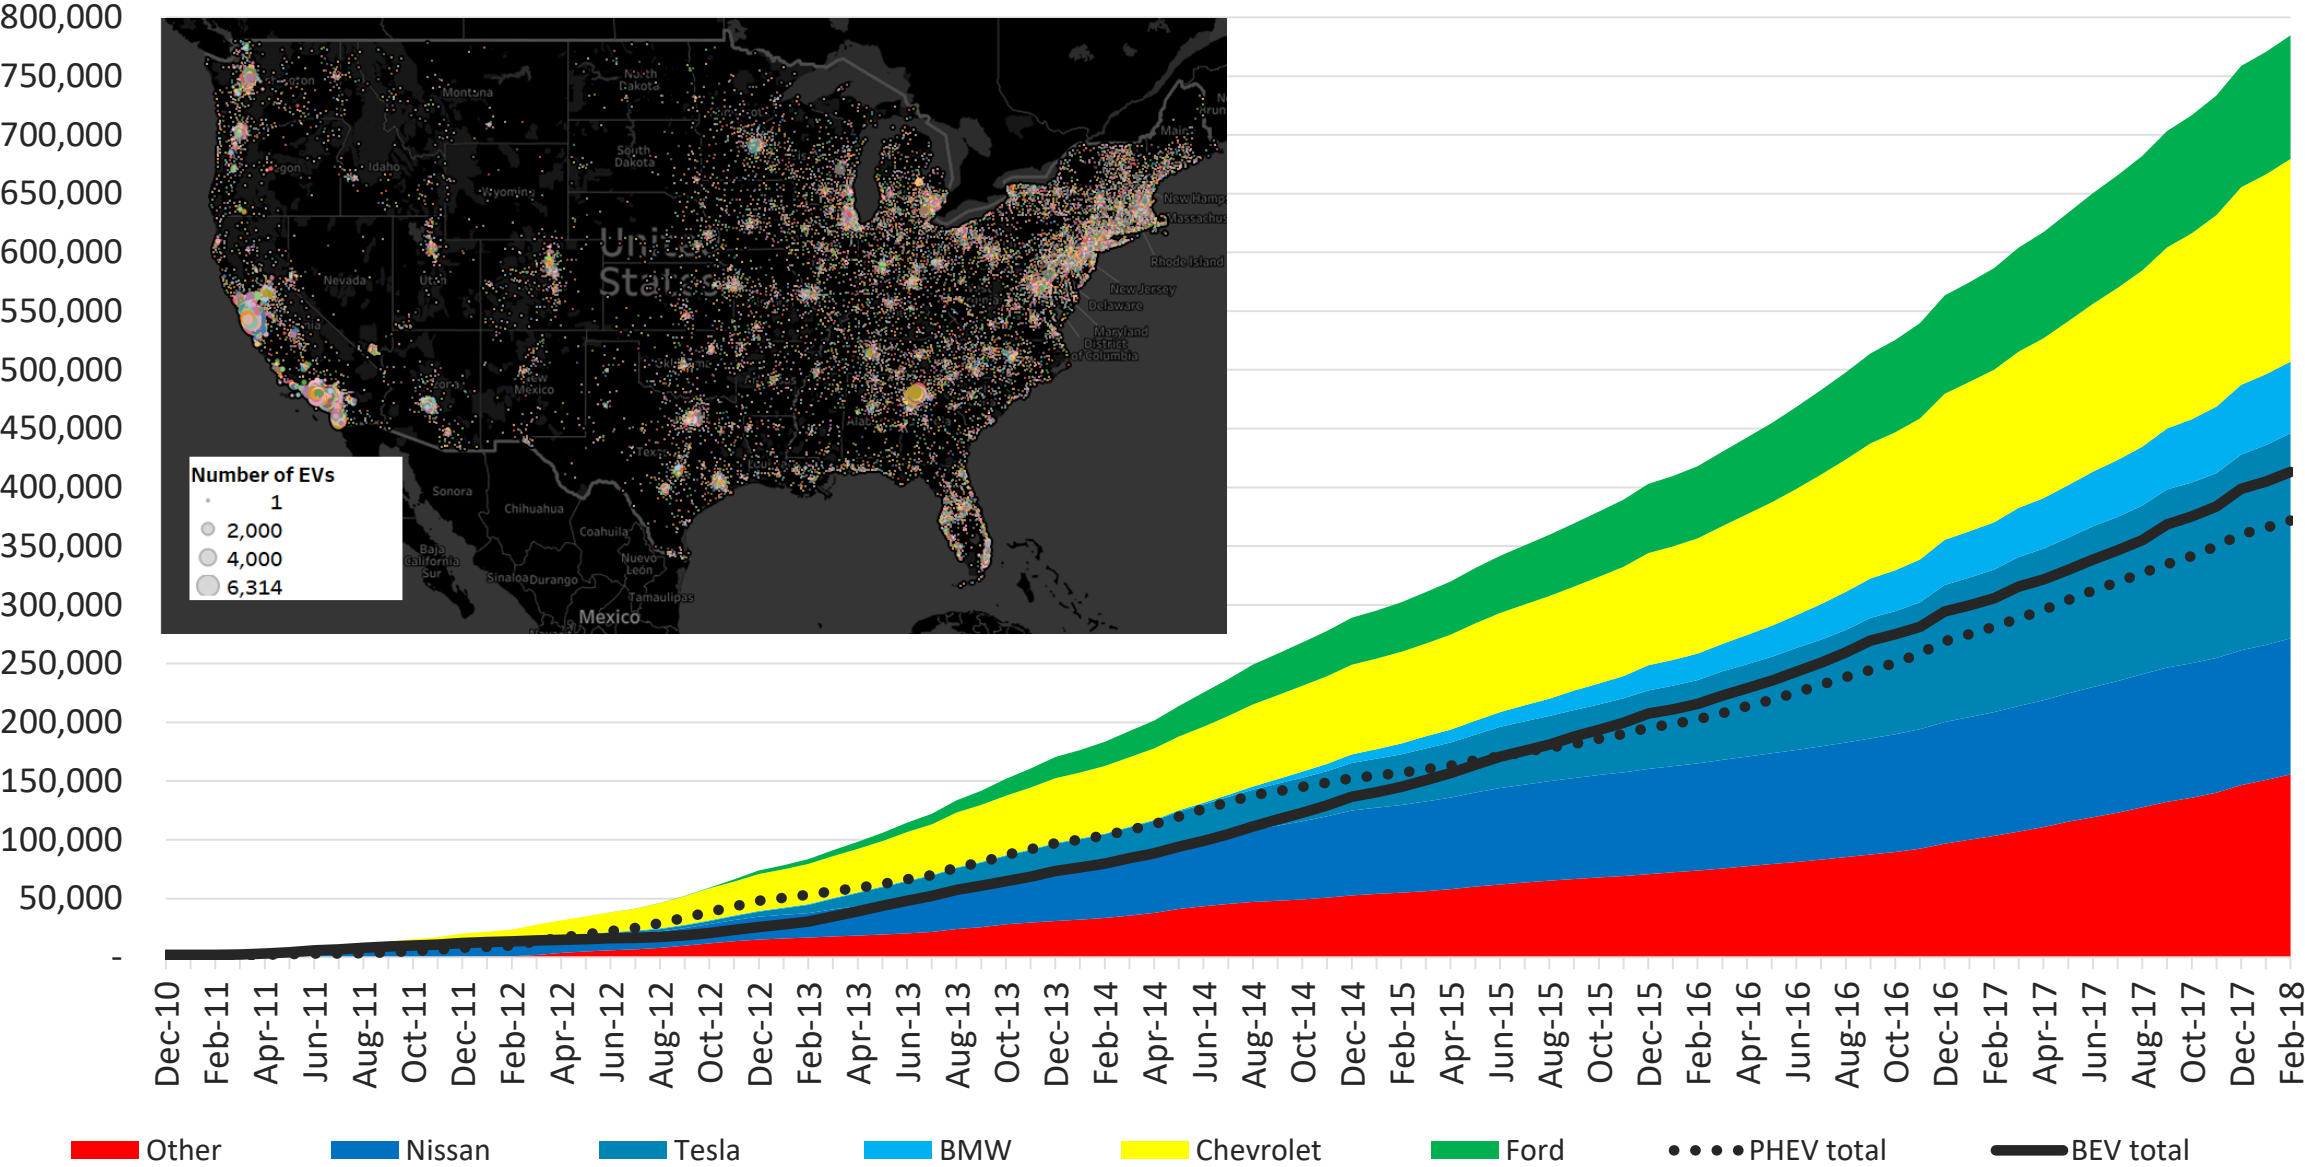 800,000
750,000
700,000
650,000
600,000
550,000
500,000
450,000
400,000
350,000
300,000
250,000
200,000
150,000
100,000
50,000
-
North
Dakota
Montana
South
Dakota
Idaho
Wyoming
Maine
New Hamp
Massachus
Rhode Island
New Jersey
Delaware
Maryland
District
of Columbia
United
States
Nevada
Utah
New
Mexico
Sonora
Chihuahua
Coahuila
Baja
California
Sur
Nuevo
León
Sinaloa
Durango
Tamaulipas
Mexico
Number of EVs
1
2,000
4,000
6,314
Dec-10
Feb-11
Apr-11
Jun-11
Aug-11
Oct-11
Dec-11
Feb-12
Apr-12
Jun-12
Aug-12
Oct-12
Dec-12
Feb-13
Apr-13
Jun-13
Aug-13
Oct-13
Dec-13
Feb-14
Apr-14
Jun-14
Aug-14
Oct-14
Dec-14
Feb-15
Apr-15
Jun-15
Aug-15
Oct-15
Dec-15
Feb-16
Apr-16
Jun-16
Aug-16
Oct-16
Dec-16
Feb-17
Apr-17
Jun-17
Aug-17
Oct-17
Dec-17
Feb-18
Other
Nissan
Tesla
BMW
Chevrolet
Ford
PHEV total
BEV total